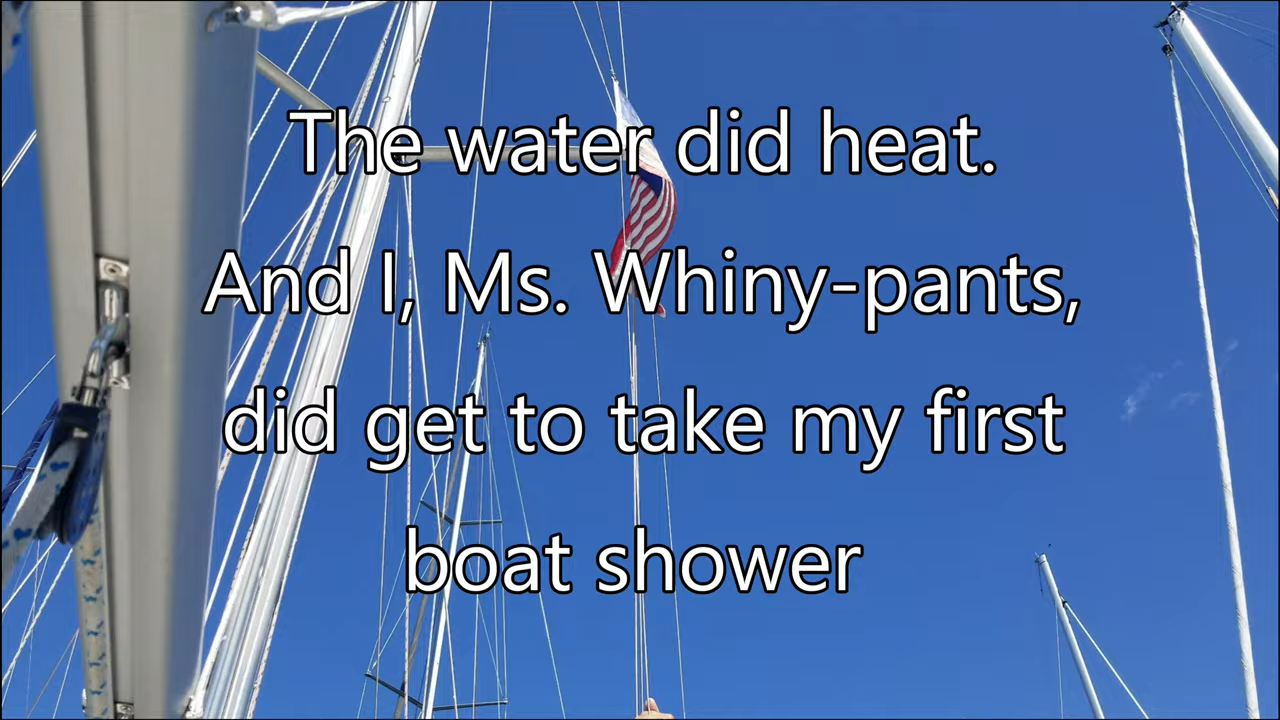 The water did heat.
And I, Ms. Whiny-pants,
did get to take my first
boat shower